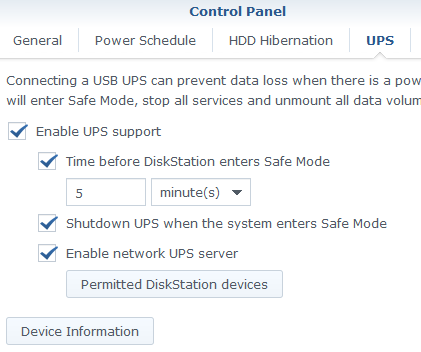 Control Panel
General
Power Schedule
HDD Hibernation
UPS
Connecting a USB UPS can prevent data loss when there is a pow
will enter Safe Mode, stop all services and unmount all data volum
Enable UPS support
Time before DiskStation enters Safe Mode
5 minute(s)
Shutdown UPS when the system enters Safe Mode
Enable network UPS server
Permitted DiskStation devices
Device Information